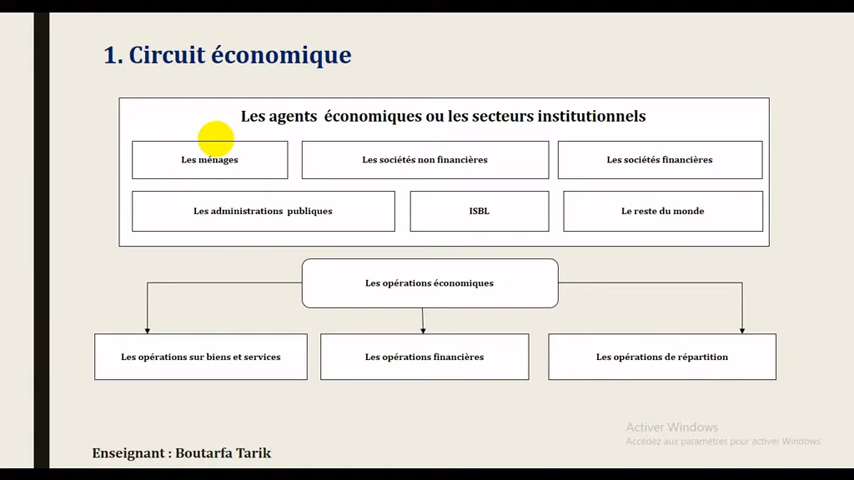 1. Circuit économique
Les agents économiques ou les secteurs institutionnels
Les ménages
Les sociétés non financières
Les sociétés financières
Les administrations publiques
ISBL
Le reste du monde
Les opérations économiques
Les opérations sur biens et services
Les opérations financières
Les opérations de répartition
Activer Windows
Accédez aux paramètres pour activer Windows.
Enseignant : Boutarfa Tarik